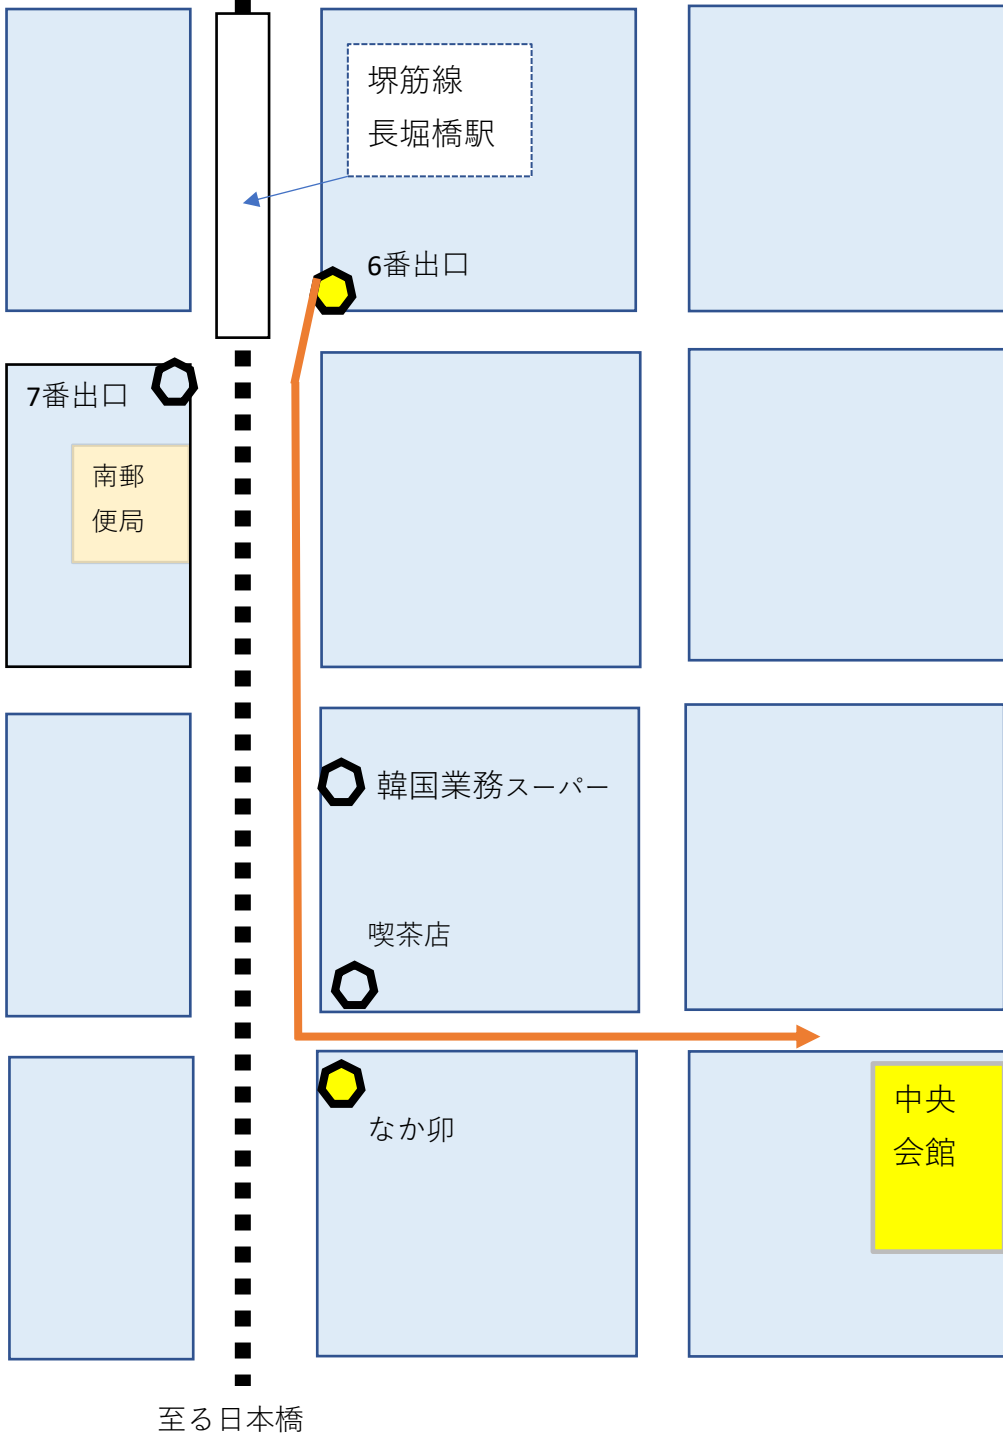 堺筋線
長堀橋駅
6番出口
7番出口
南郵
便局
韓国業務スーパー
喫茶店
なか卯
中央
会館
至る日本橋